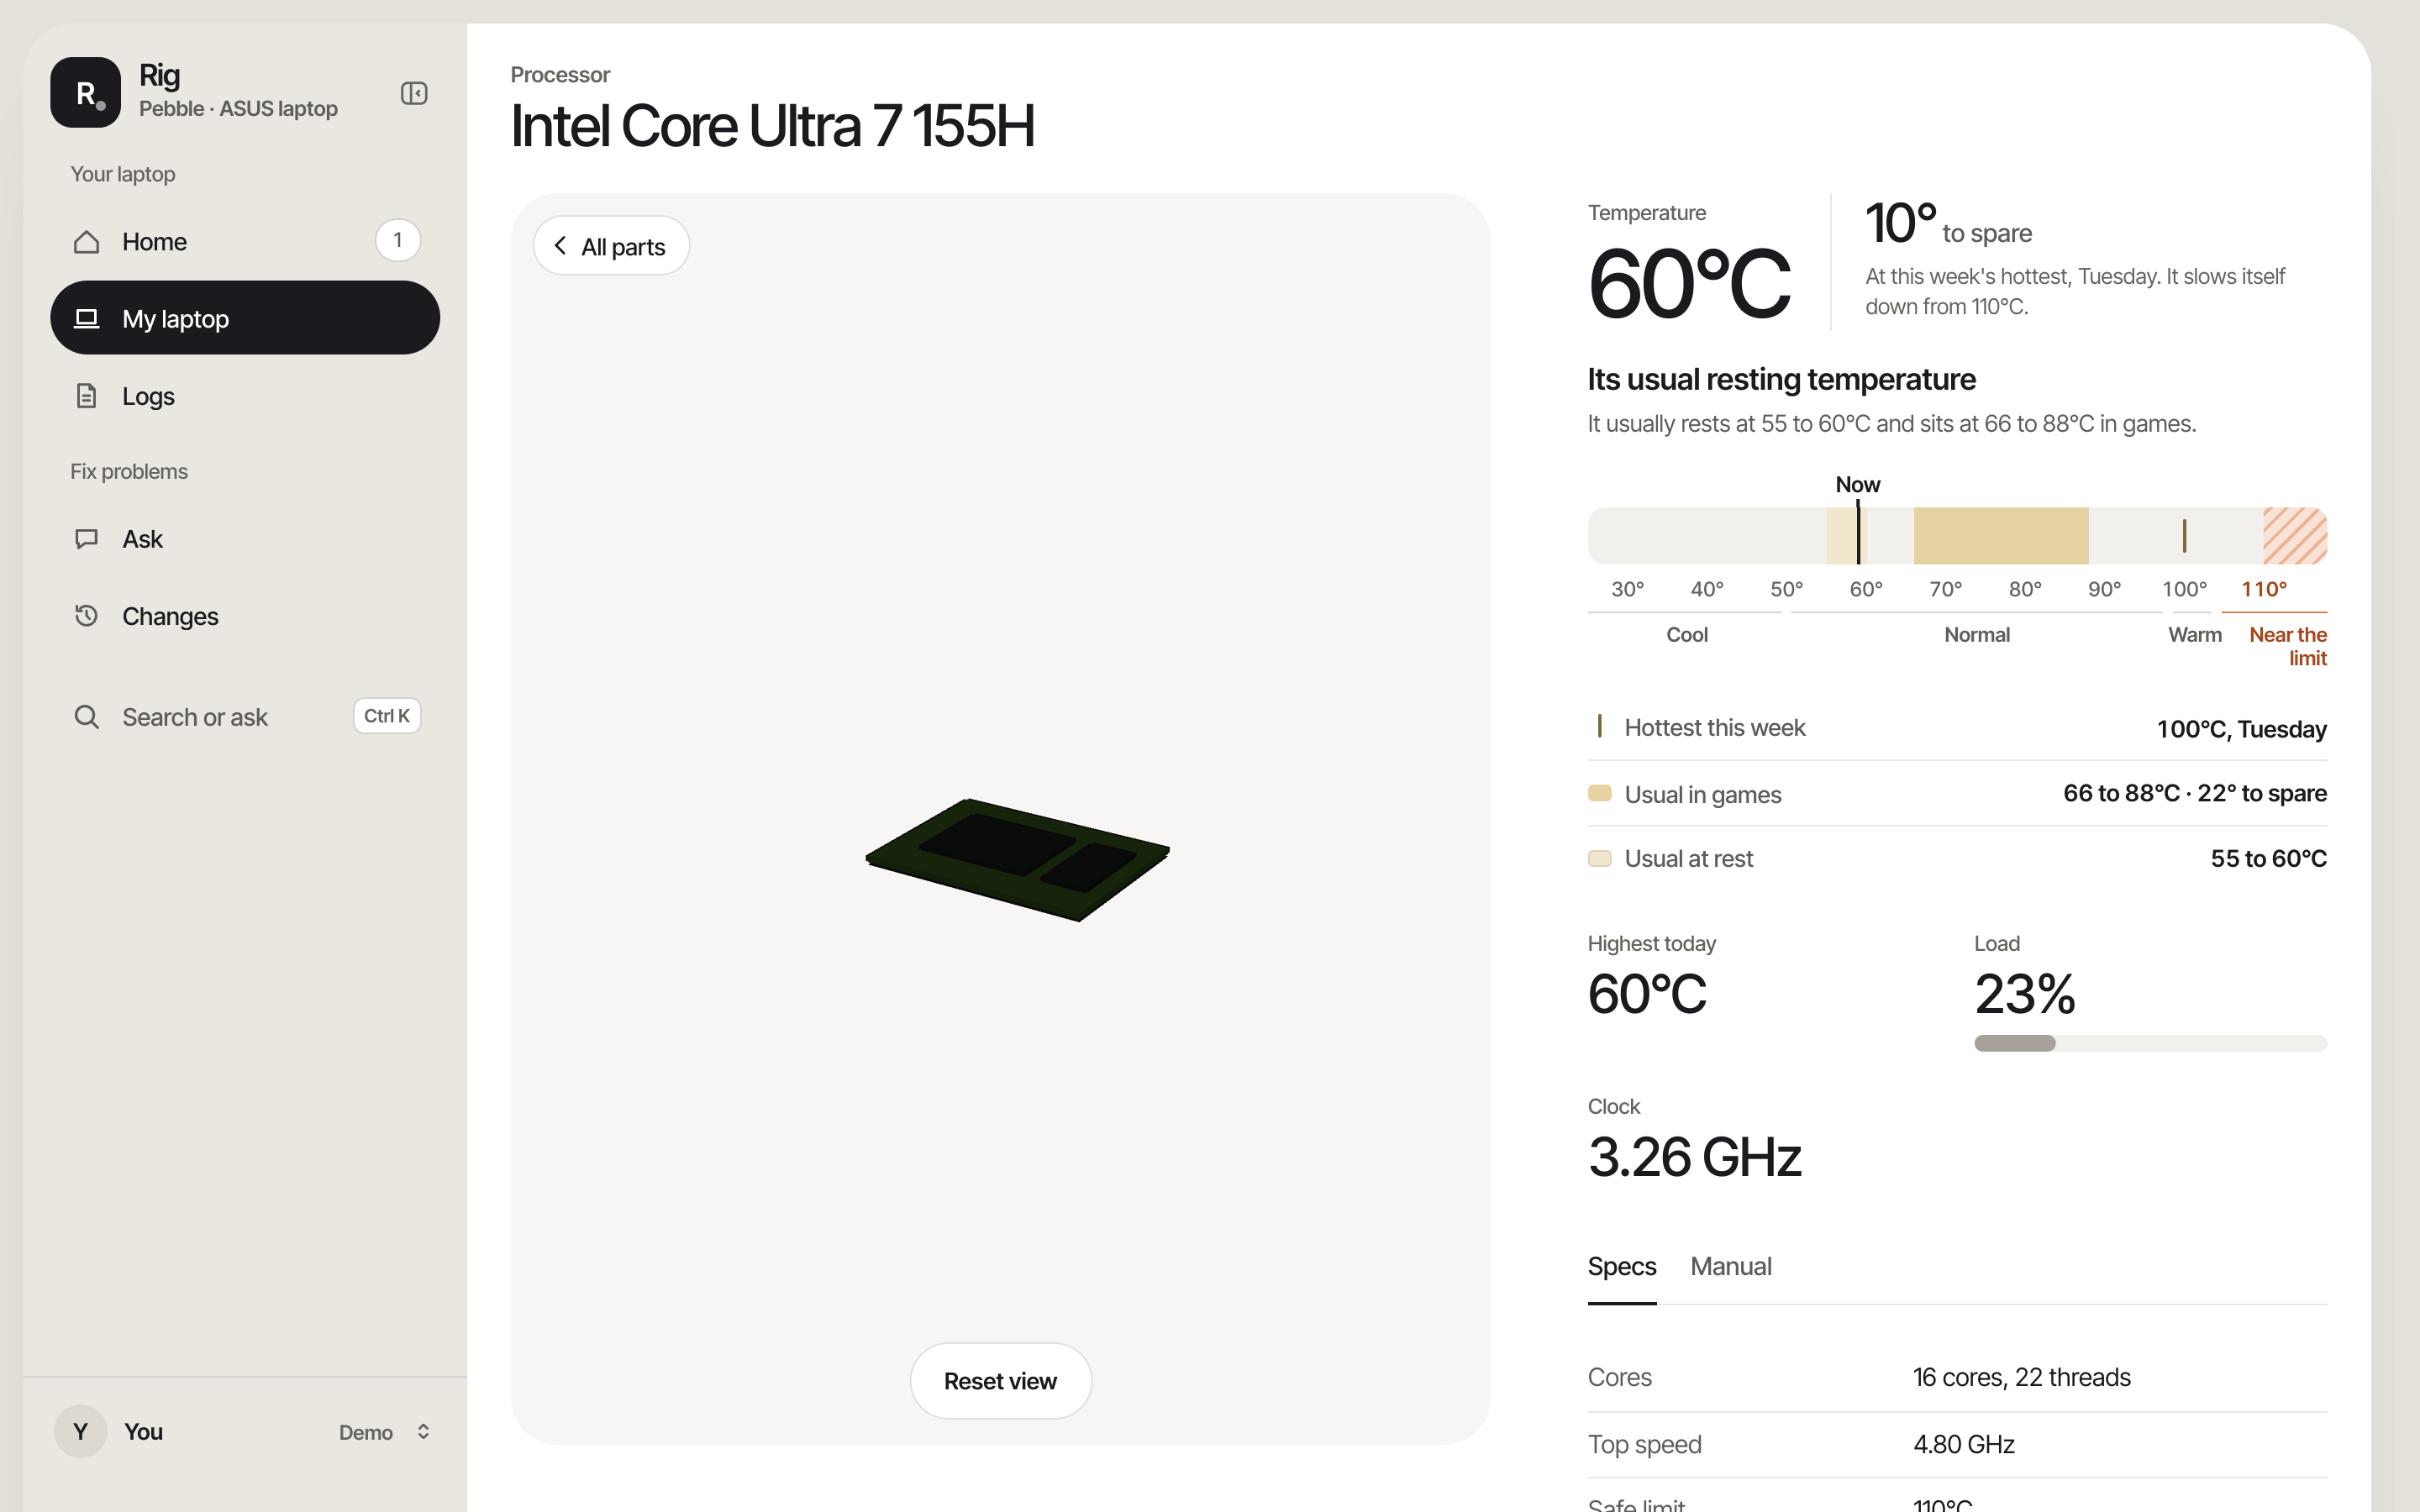 R.
Rig
Pebble · ASUS laptop
Your laptop
Home
1
My laptop
Logs
Fix problems
Ask
Changes
Search or ask
Ctrl K
Y
You
Demo
Processor
Intel Core Ultra 7 155H
All parts
Reset view
Temperature
60°C
10° to spare
At this week's hottest, Tuesday. It slows itself
down from 110°C.
Its usual resting temperature
It usually rests at 55 to 60°C and sits at 66 to 88°C in games.
Now
30° 40° 50° 60° 70° 80° 90° 100° 110°
Cool Normal Warm Near the
limit
Hottest this week 100°C, Tuesday
Usual in games 66 to 88°C · 22° to spare
Usual at rest 55 to 60°C
Highest today Load
60°C 23%
Clock
3.26 GHz
Specs Manual
Cores 16 cores, 22 threads
Top speed 4.80 GHz
Safe limit 110°C